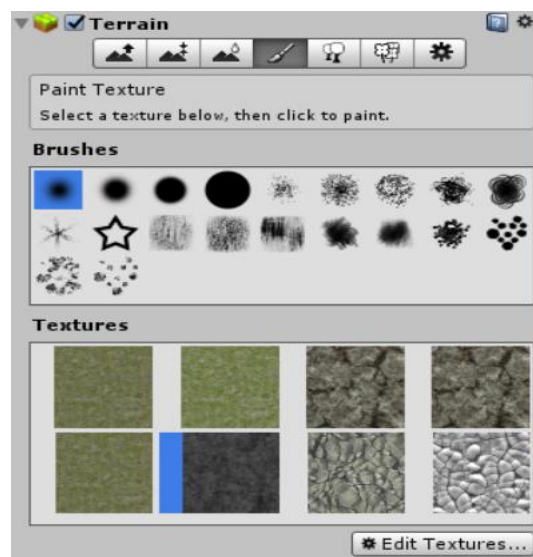 Terrain
Paint Texture
Select a texture below, then click to paint.
Brushes
Textures
Edit Textures...